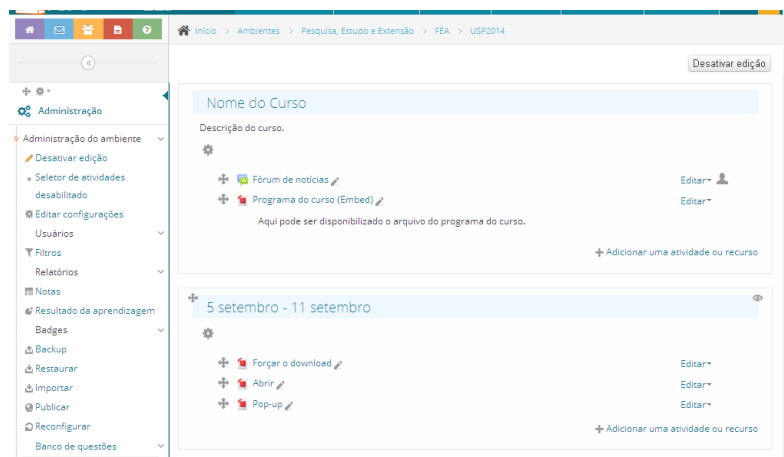 Início > Ambientes > Pesquisa, Estudo e Extensão > FEA > USP2014
Desativar edição
Administração
Administração do ambiente
Desativar edição
Seletor de atividades
desabilitado
Editar configurações
Usuários
Filtros
Relatórios
Notas
Resultado da aprendizagem
Badges
Backup
Restaurar
Importar
Publicar
Reconfigurar
Banco de questões
Nome do Curso
Descrição do curso.
Fórum de notícias Editar
Programa do curso (Embed) Editar
Aqui pode ser disponibilizado o arquivo do programa do curso.
Adicionar uma atividade ou recurso
5 setembro - 11 setembro
Forçar o download Editar
Abrir Editar
Pop-up Editar
Adicionar uma atividade ou recurso